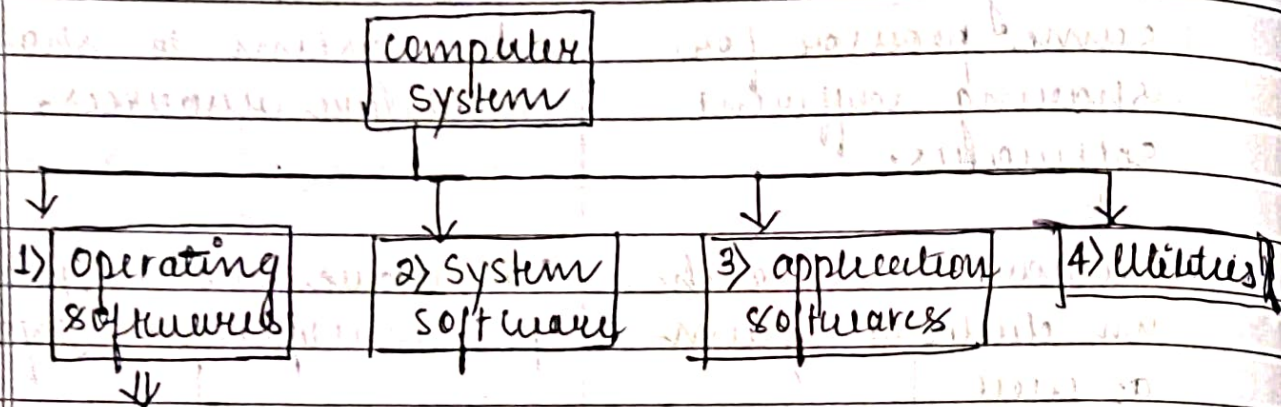 computer
system
1) operating
softwares
2) System
software
3) application
softwares
4) Utilities